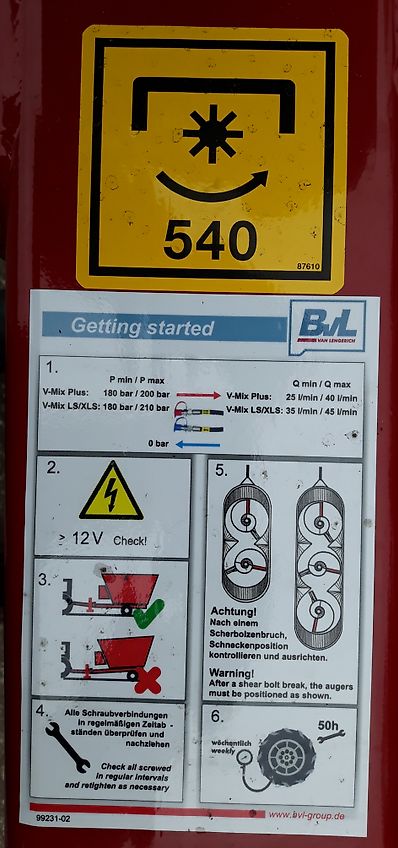 540
87610
Getting started
BvL
VAN LENGERICH
1.
P min / P max
Q min / Q max
V-Mix Plus: 180 bar / 200 bar
V-Mix Plus: 25 l/min / 40 l/min
V-Mix LS/XLS: 180 bar / 210 bar
V-Mix LS/XLS: 35 l/min / 45 l/min
0 bar
2.
> 12 V Check!
3.
4.
Alle Schraubverbindungen
in regelmäßigen Zeitab -
ständen überprüfen und
nachziehen
Check all screwed
in regular intervals
and retighten as necessary
5.
Achtung!
Nach einem
Scherbolzenbruch,
Schneckenposition
kontrollieren und ausrichten.
Warning!
After a shear bolt break, the augers
must be positioned as shown.
6.
50h
wöchentlich
weekly
99231-02
www.bvl-group.de